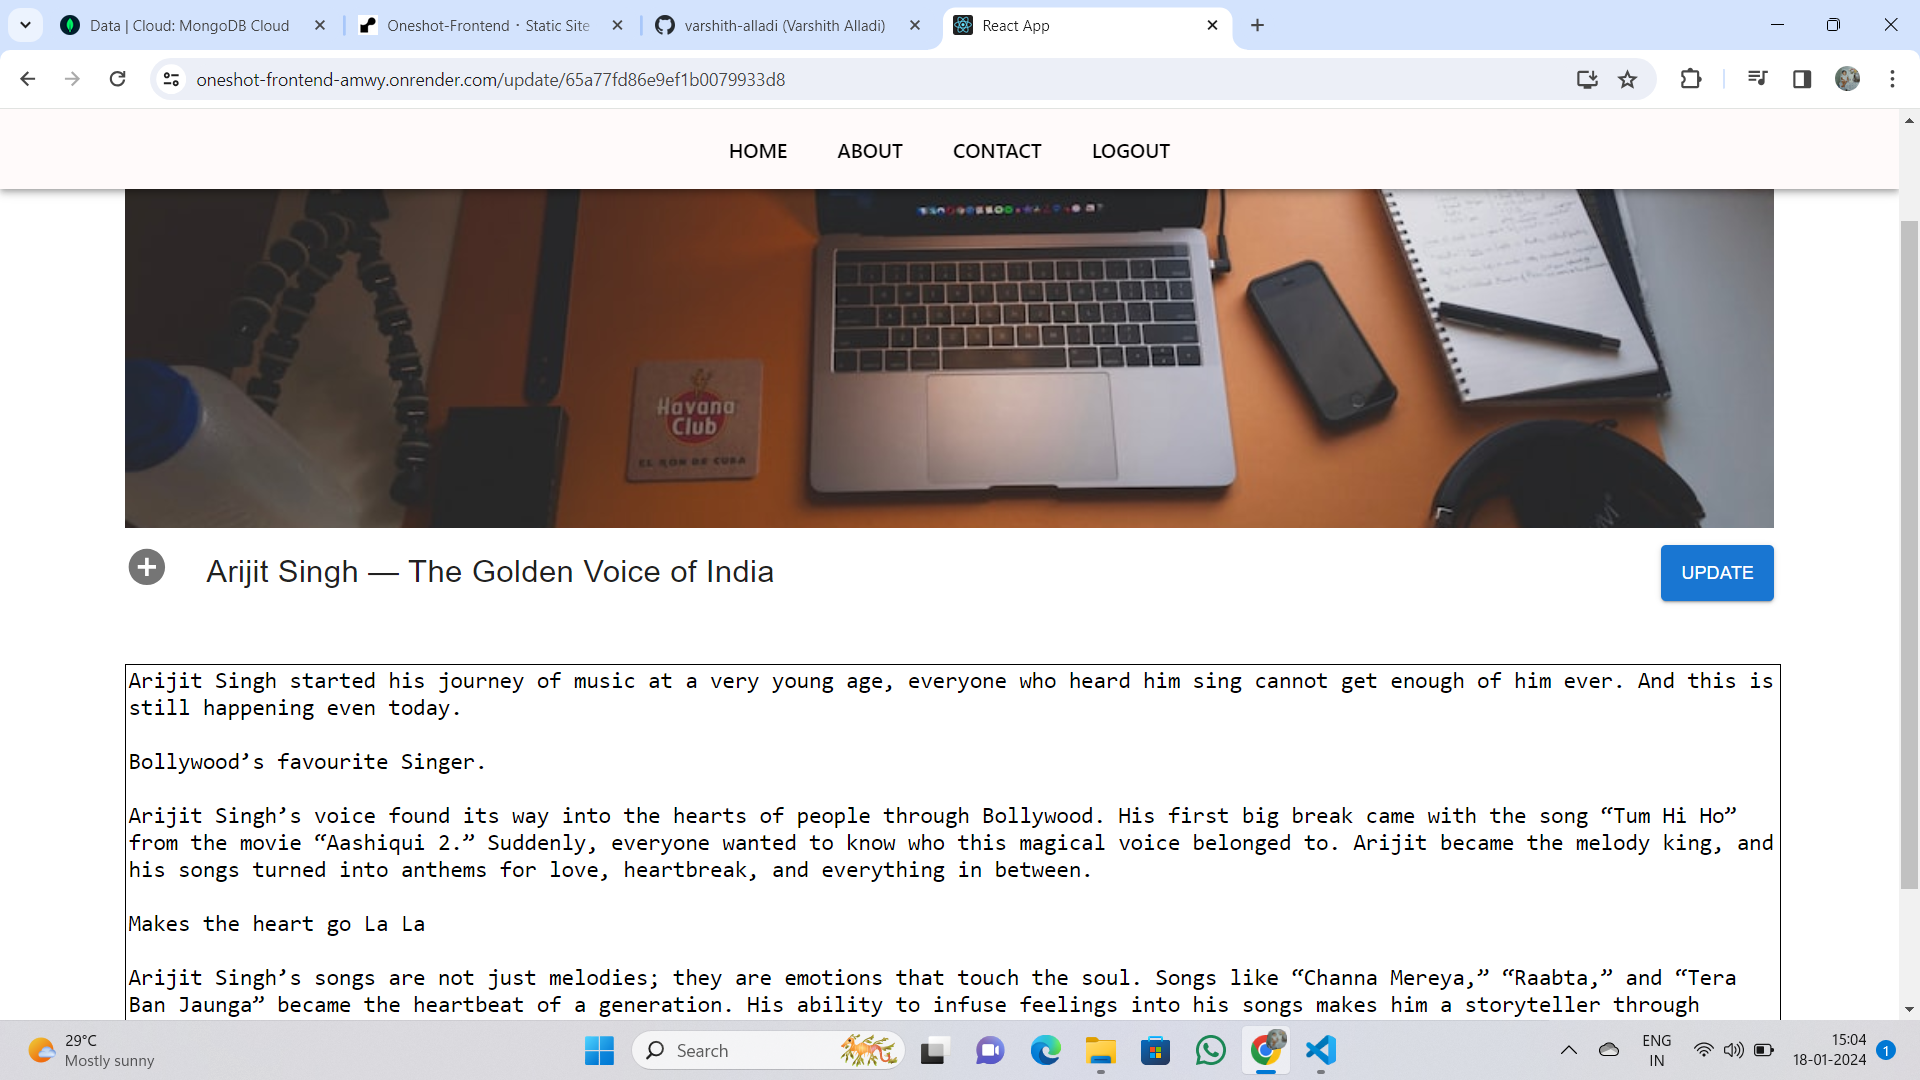 Data | Cloud: MongoDB Cloud
Oneshot-Frontend · Static Site
varshith-alladi (Varshith Alladi)
React App
oneshot-frontend-amwy.onrender.com/update/65a77fd86e9ef1b0079933d8
HOME ABOUT CONTACT LOGOUT
Havana
Club
EL RON DE CUBA
Arijit Singh — The Golden Voice of India
UPDATE
Arijit Singh started his journey of music at a very young age, everyone who heard him sing cannot get enough of him ever. And this is
still happening even today.
Bollywood’s favourite Singer.
Arijit Singh’s voice found its way into the hearts of people through Bollywood. His first big break came with the song “Tum Hi Ho”
from the movie “Aashiqui 2.” Suddenly, everyone wanted to know who this magical voice belonged to. Arijit became the melody king, and
his songs turned into anthems for love, heartbreak, and everything in between.
Makes the heart go La La
Arijit Singh’s songs are not just melodies; they are emotions that touch the soul. Songs like “Channa Mereya,” “Raabta,” and “Tera
Ban Jaunga” became the heartbeat of a generation. His ability to infuse feelings into his songs makes him a storyteller through
29°C
Mostly sunny
Search
ENG
IN
15:04
18-01-2024
1